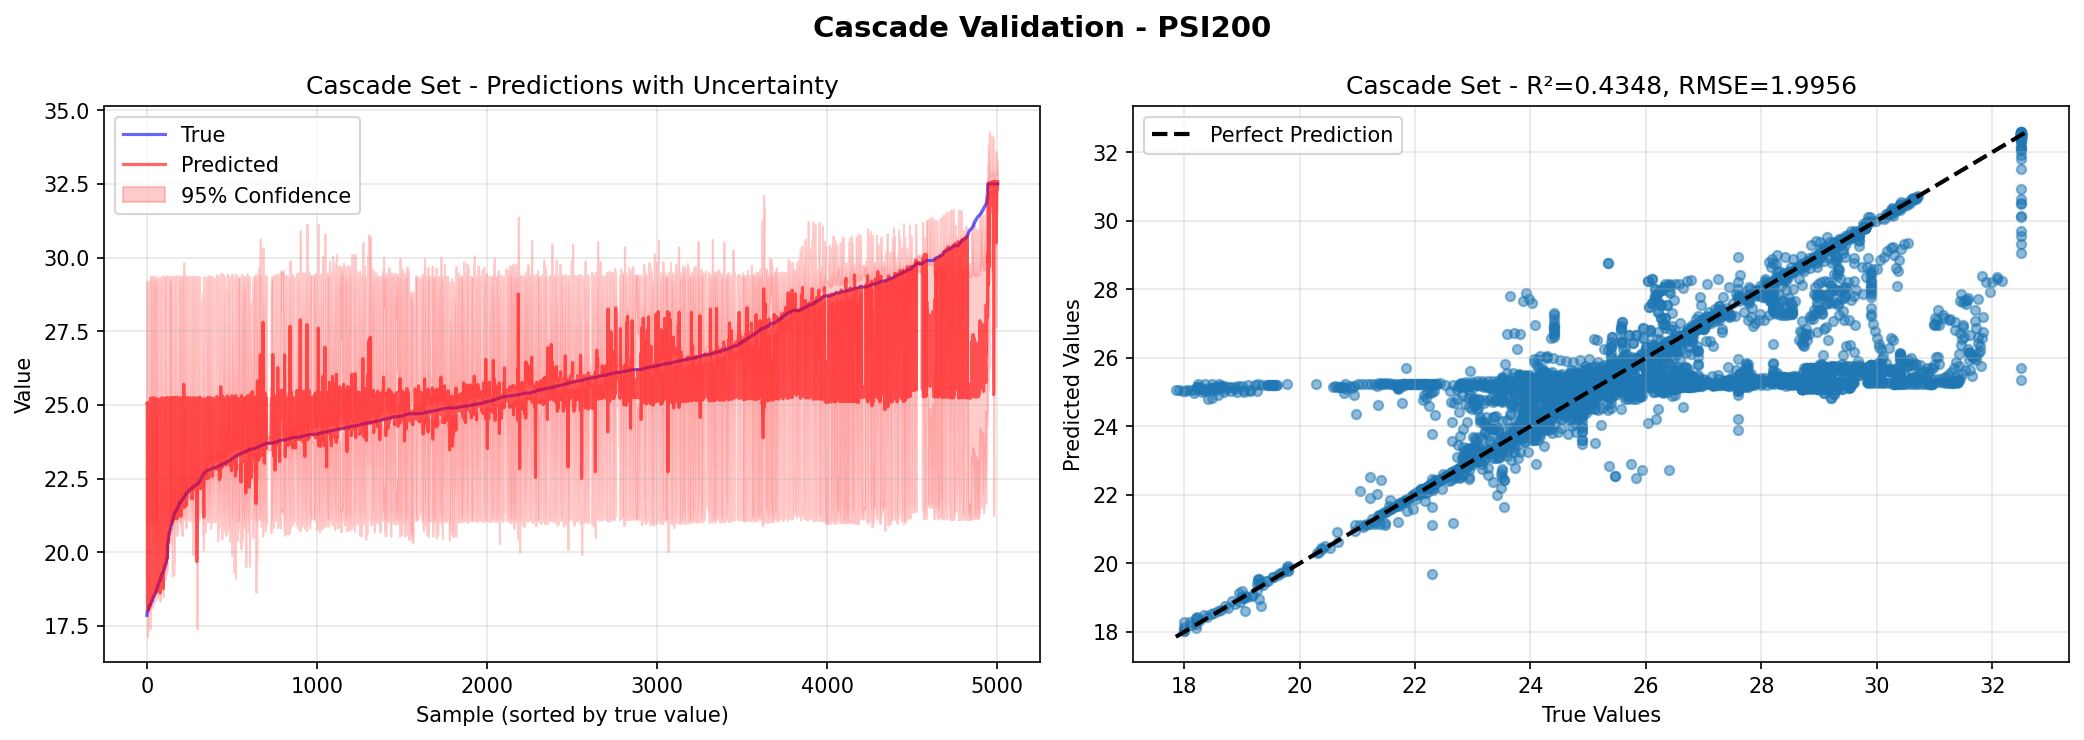 Cascade Validation - PSI200
Cascade Set - Predictions with Uncertainty
35.0
32.5
30.0
27.5
25.0
22.5
20.0
17.5
Value
True
Predicted
95% Confidence
0
1000
2000
3000
4000
5000
Sample (sorted by true value)
Cascade Set - R²=0.4348, RMSE=1.9956
Perfect Prediction
32
30
28
26
24
22
20
18
Predicted Values
18
20
22
24
26
28
30
32
True Values